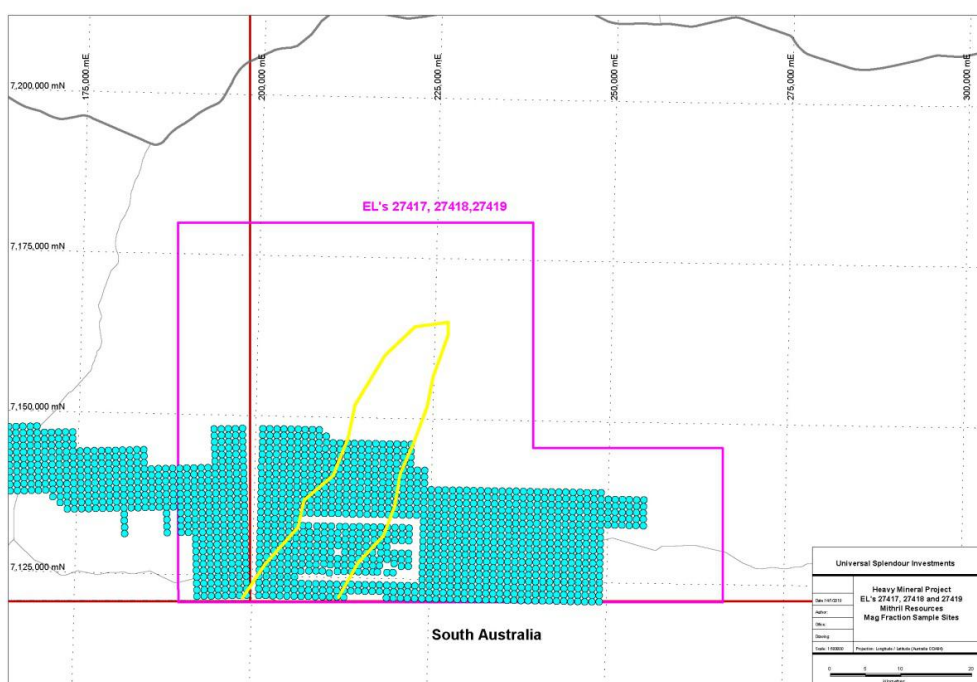 175,000 mE
200,000 mE
225,000 mE
250,000 mE
275,000 mE
300,000 mE
7,200,000 mN
EL's 27417, 27418,27419
7,175,000 mN
7,150,000 mN
7,125,000 mN
South Australia
Universal Splendour Investments
Heavy Mineral Project
EL's 27417, 27418 and 27419
Mithril Resources
Mag Fraction Sample Sites
Author:
Office:
Drawing:
0 5 10 20